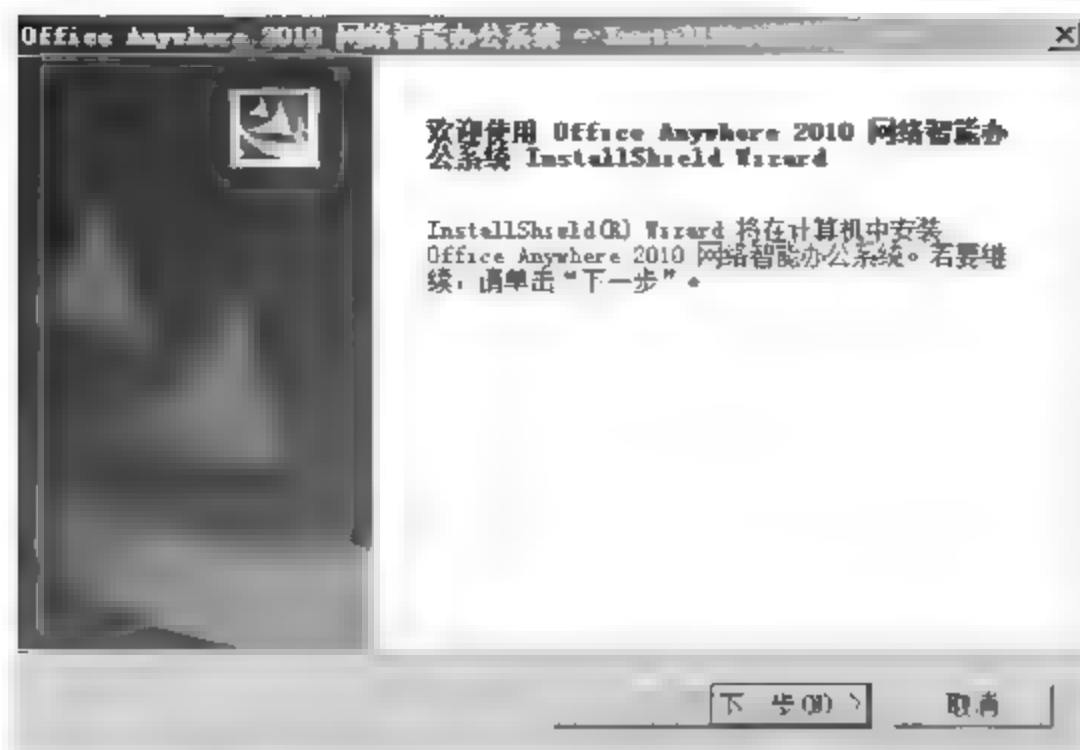 Office Anywhere 2010 网络智能办公系统
欢迎使用 Office Anywhere 2010 网络智能办
公系统 InstallShield Wizard
InstallShield(R) Wizard 将在计算机中安装
Office Anywhere 2010 网络智能办公系统。若要继
续，请单击“下一步”。
下 步(N) >
取消